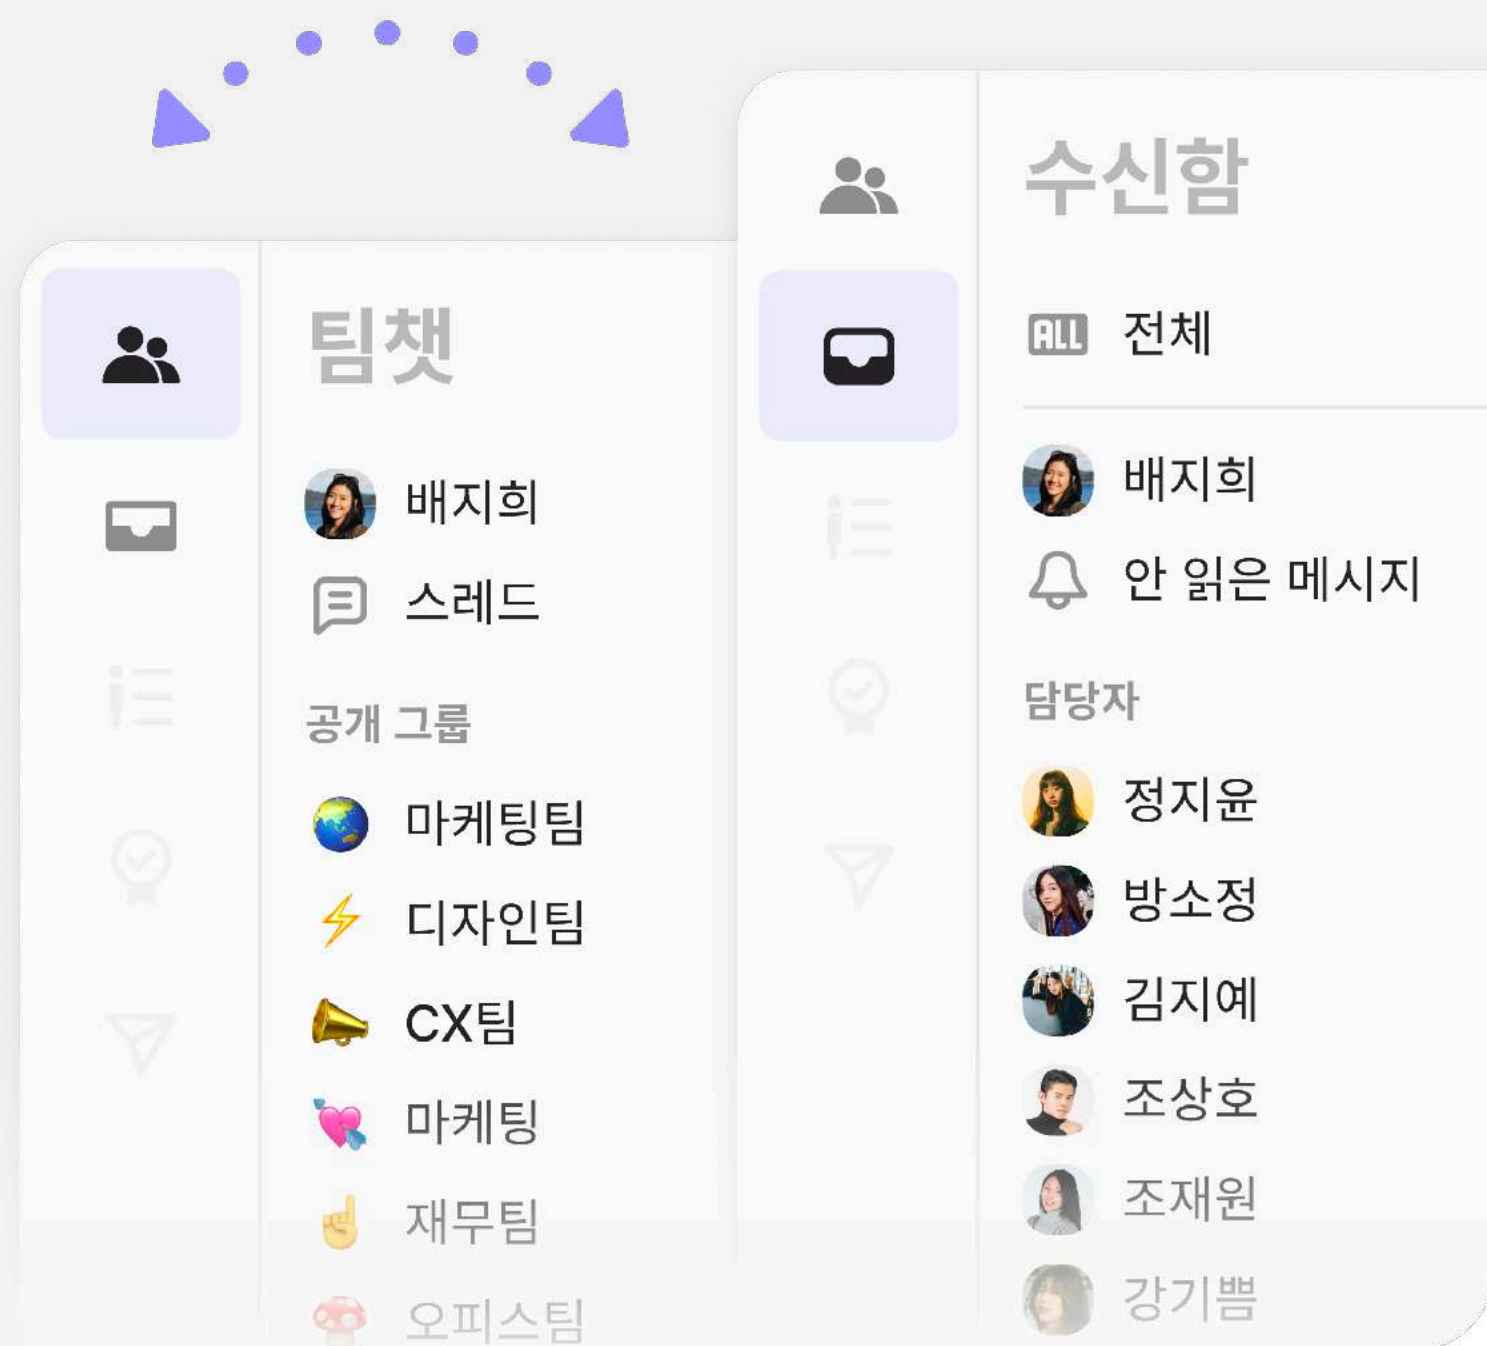 팀챗
배지희
스레드
공개 그룹
마케팅팀
디자인팀
CX팀
마케팅
재무팀
오피스팀
수신함
ALL 전체
배지희
안 읽은 메시지
담당자
정지윤
방소정
김지예
조상호
조재원
강기쁨